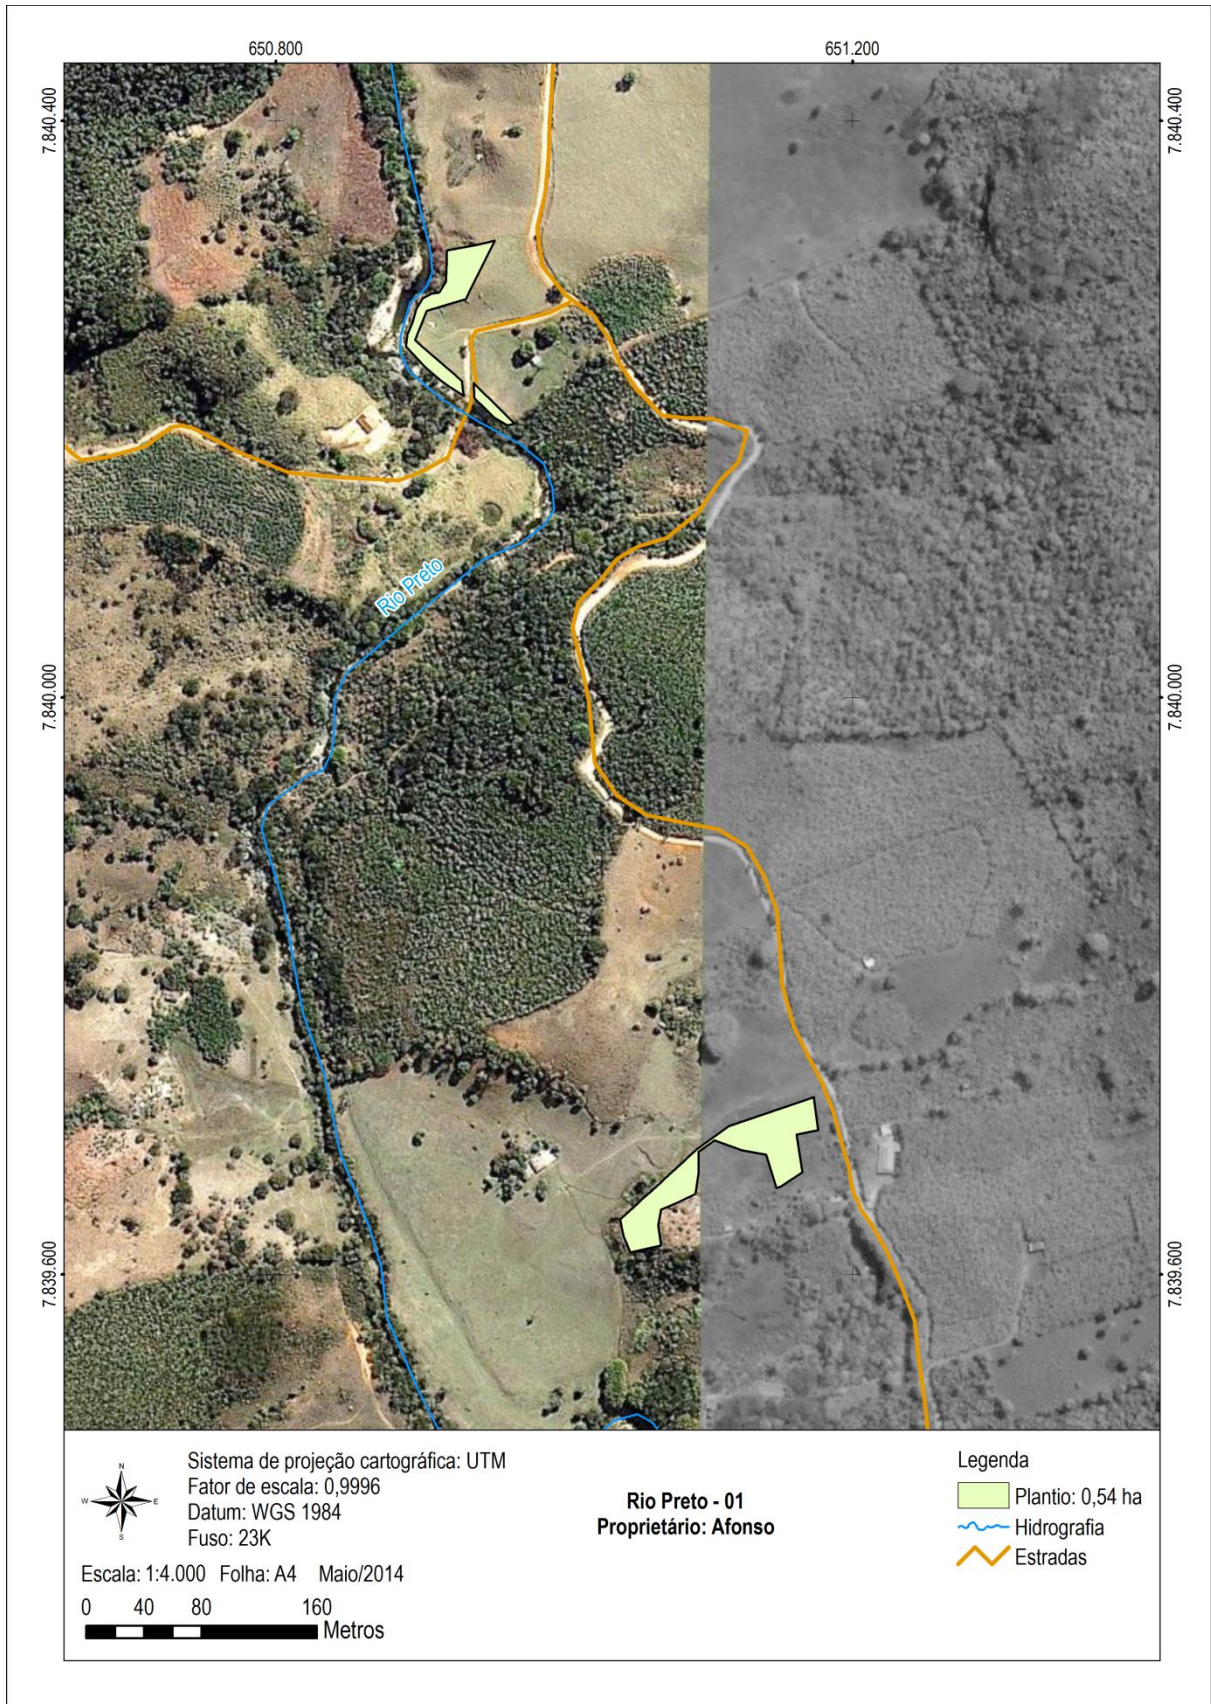 650.800
651.200
7.840.400
7.840.400
Rio Preto
7.840.000
7.840.000
7.839.600
7.839.600
N
W
E
S
Sistema de projeção cartográfica: UTM
Fator de escala: 0,9996
Datum: WGS 1984
Fuso: 23K
Escala: 1:4.000 Folha: A4 Maio/2014
0 40 80 160
Metros
Rio Preto - 01
Proprietário: Afonso
Legenda
Plantio: 0,54 ha
Hidrografia
Estradas